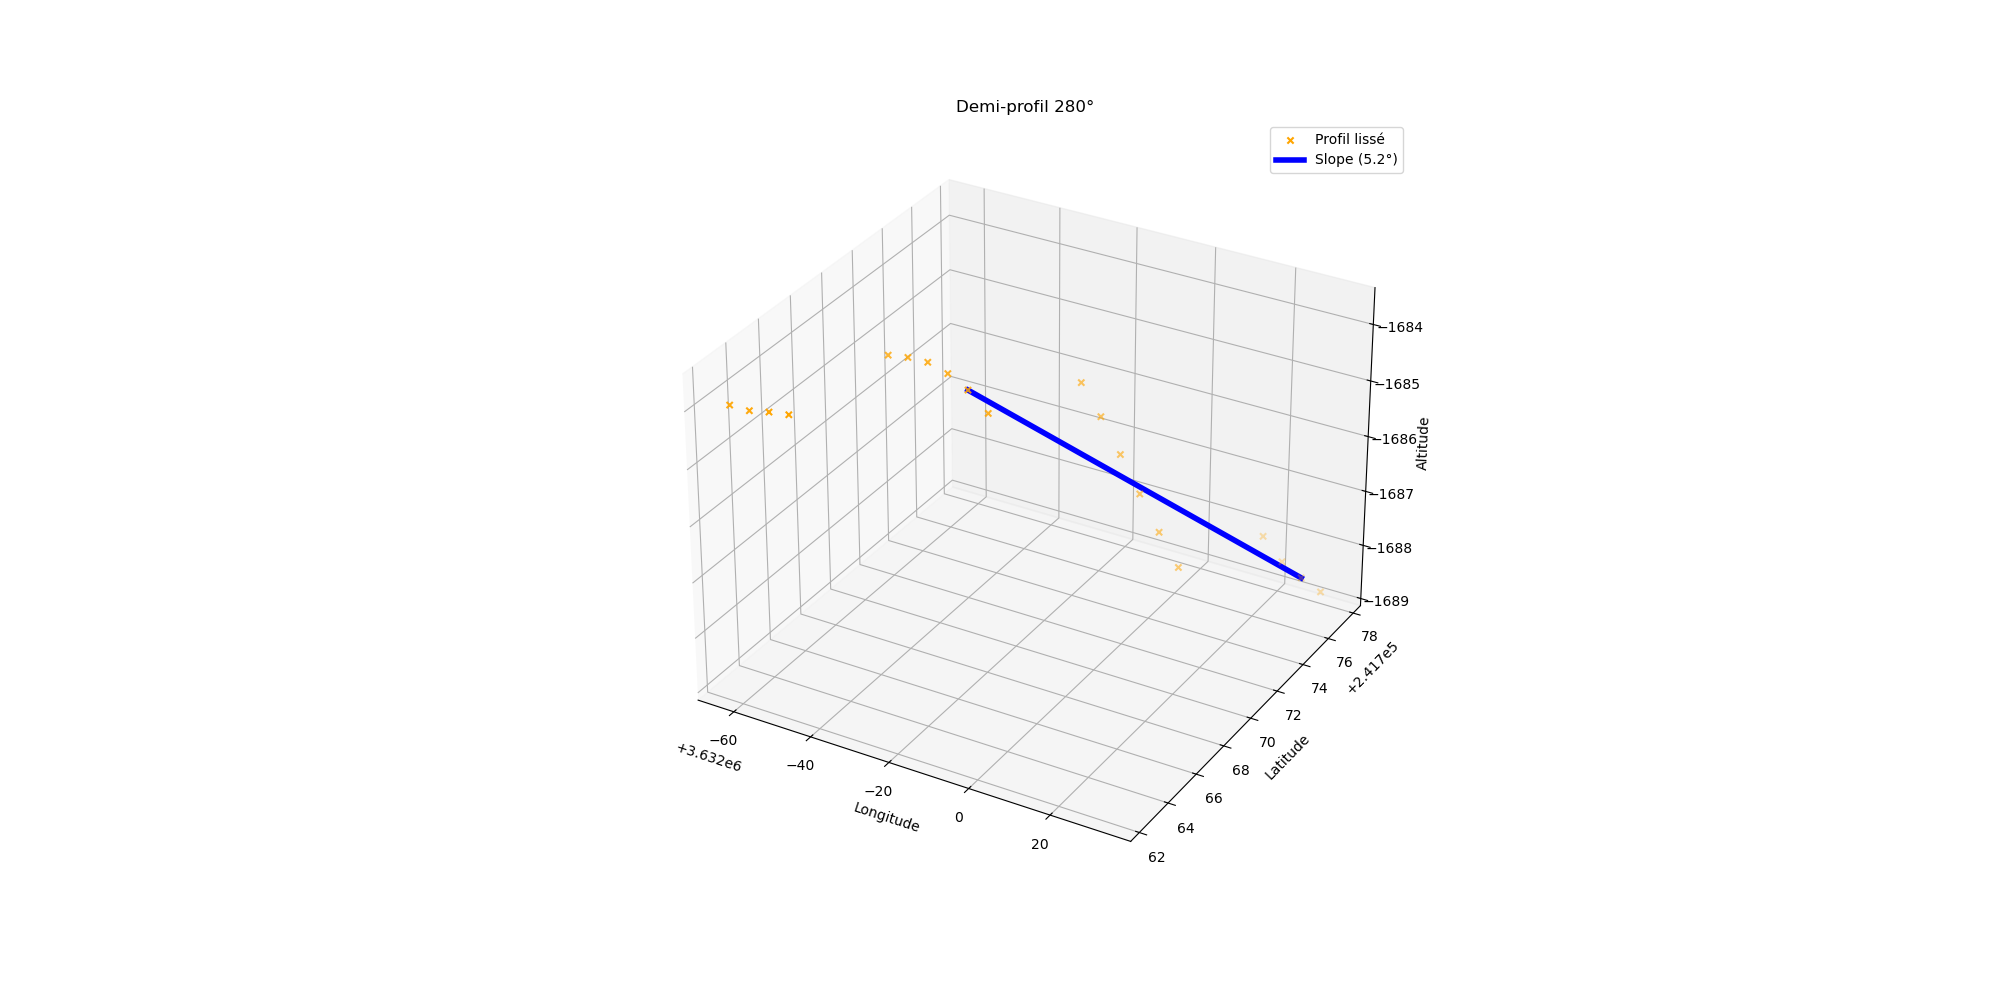 Demi-profil 280°
Profil lissé
Slope (5.2°)
−1684
−1685
−1686
−1687
−1688
−1689
Altitude
78
76
74
72
70
68
66
64
62
+2.417e5
Latitude
−60
−40
−20
0
20
+3.632e6
Longitude